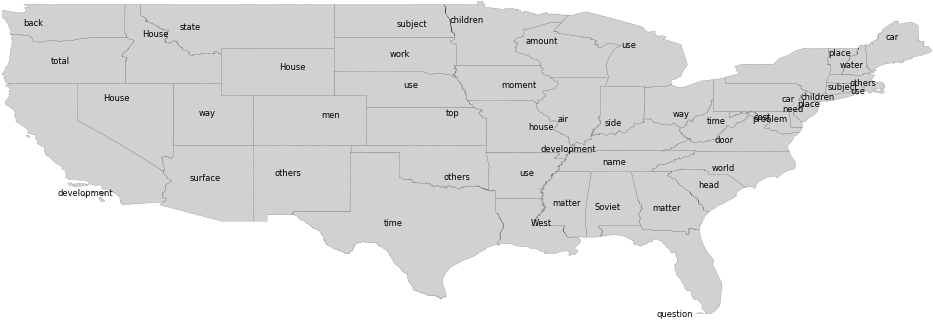 back
state
subject
children
House
amount
use
car
total
work
place
water
House
use
moment
others
subject
use
House
children
car
place
way
men
top
air
need
way
time
side
house
problem
door
development
name
world
surface
others
others
use
head
development
matter
Soviet
matter
time
West
question